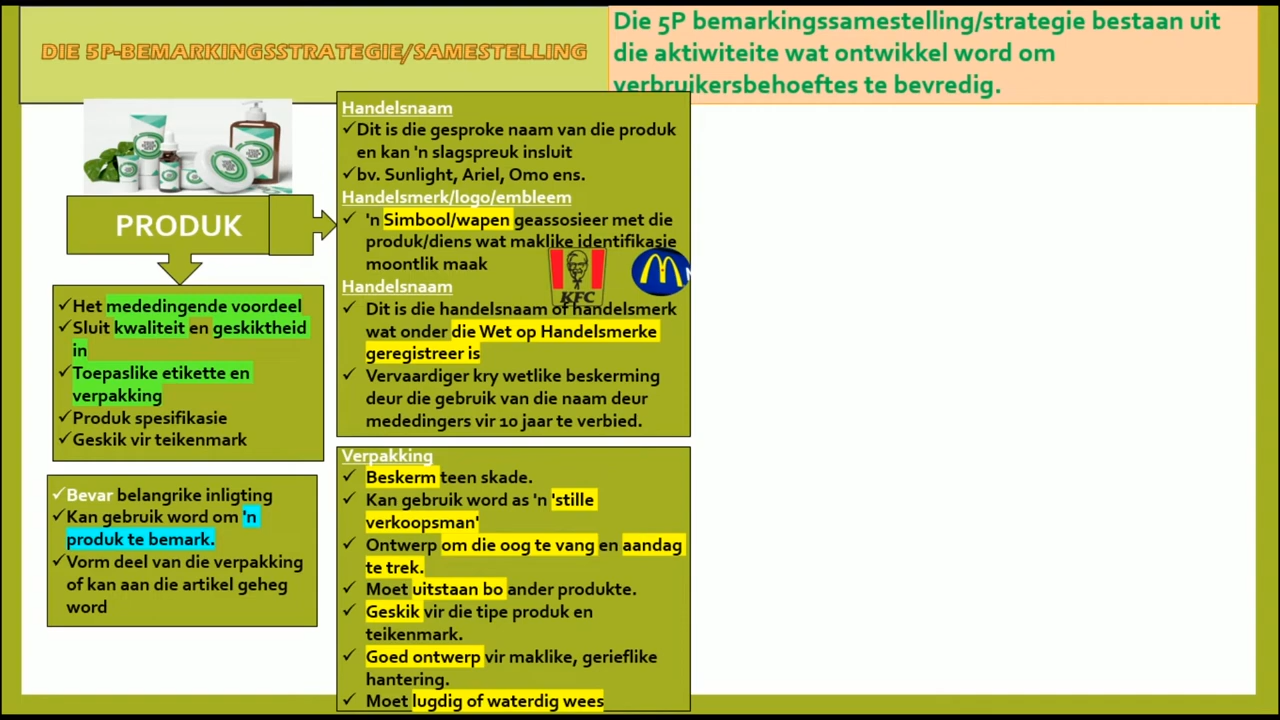 DIE 5P-BEMARKINGSSTRATEGIE/SAMESTELLING
Die 5P bemarkingssamestelling/strategie bestaan uit
die aktiwiteite wat ontwikkel word om
verbruikersbehoeftes te bevredig.
PRODUK
✓Het mededingende voordeel
✓Sluit kwaliteit en geskiktheid
in
✓Toepaslike etikette en
verpakking
✓Produk spesifikasie
✓Geskik vir teikenmark
✓Bevar belangrike inligting
✓Kan gebruik word om 'n
produk te bemark.
✓Vorm deel van die verpakking
of kan aan die artikel geheg
word
Handelsnaam
✓Dit is die gesproke naam van die produk
en kan 'n slagspreuk insluit
✓bv. Sunlight, Ariel, Omo ens.
Handelsmerk/logo/embleem
✓ 'n Simbool/wapen geassosieer met die
produk/diens wat maklike identifikasie
moontlik maak
KFC
Handelsnaam
✓ Dit is die handelsnaam of handelsmerk
wat onder die Wet op Handelsmerke
geregistreer is
✓ Vervaardiger kry wetlike beskerming
deur die gebruik van die naam deur
mededingers vir 10 jaar te verbied.
Verpakking
✓ Beskerm teen skade.
✓ Kan gebruik word as 'n 'stille
verkoopsman'
✓ Ontwerp om die oog te vang en aandag
te trek.
✓ Moet uitstaan bo ander produkte.
✓ Geskik vir die tipe produk en
teikenmark.
✓ Goed ontwerp vir maklike, gerieflike
hantering.
✓ Moet lugdig of waterdig wees